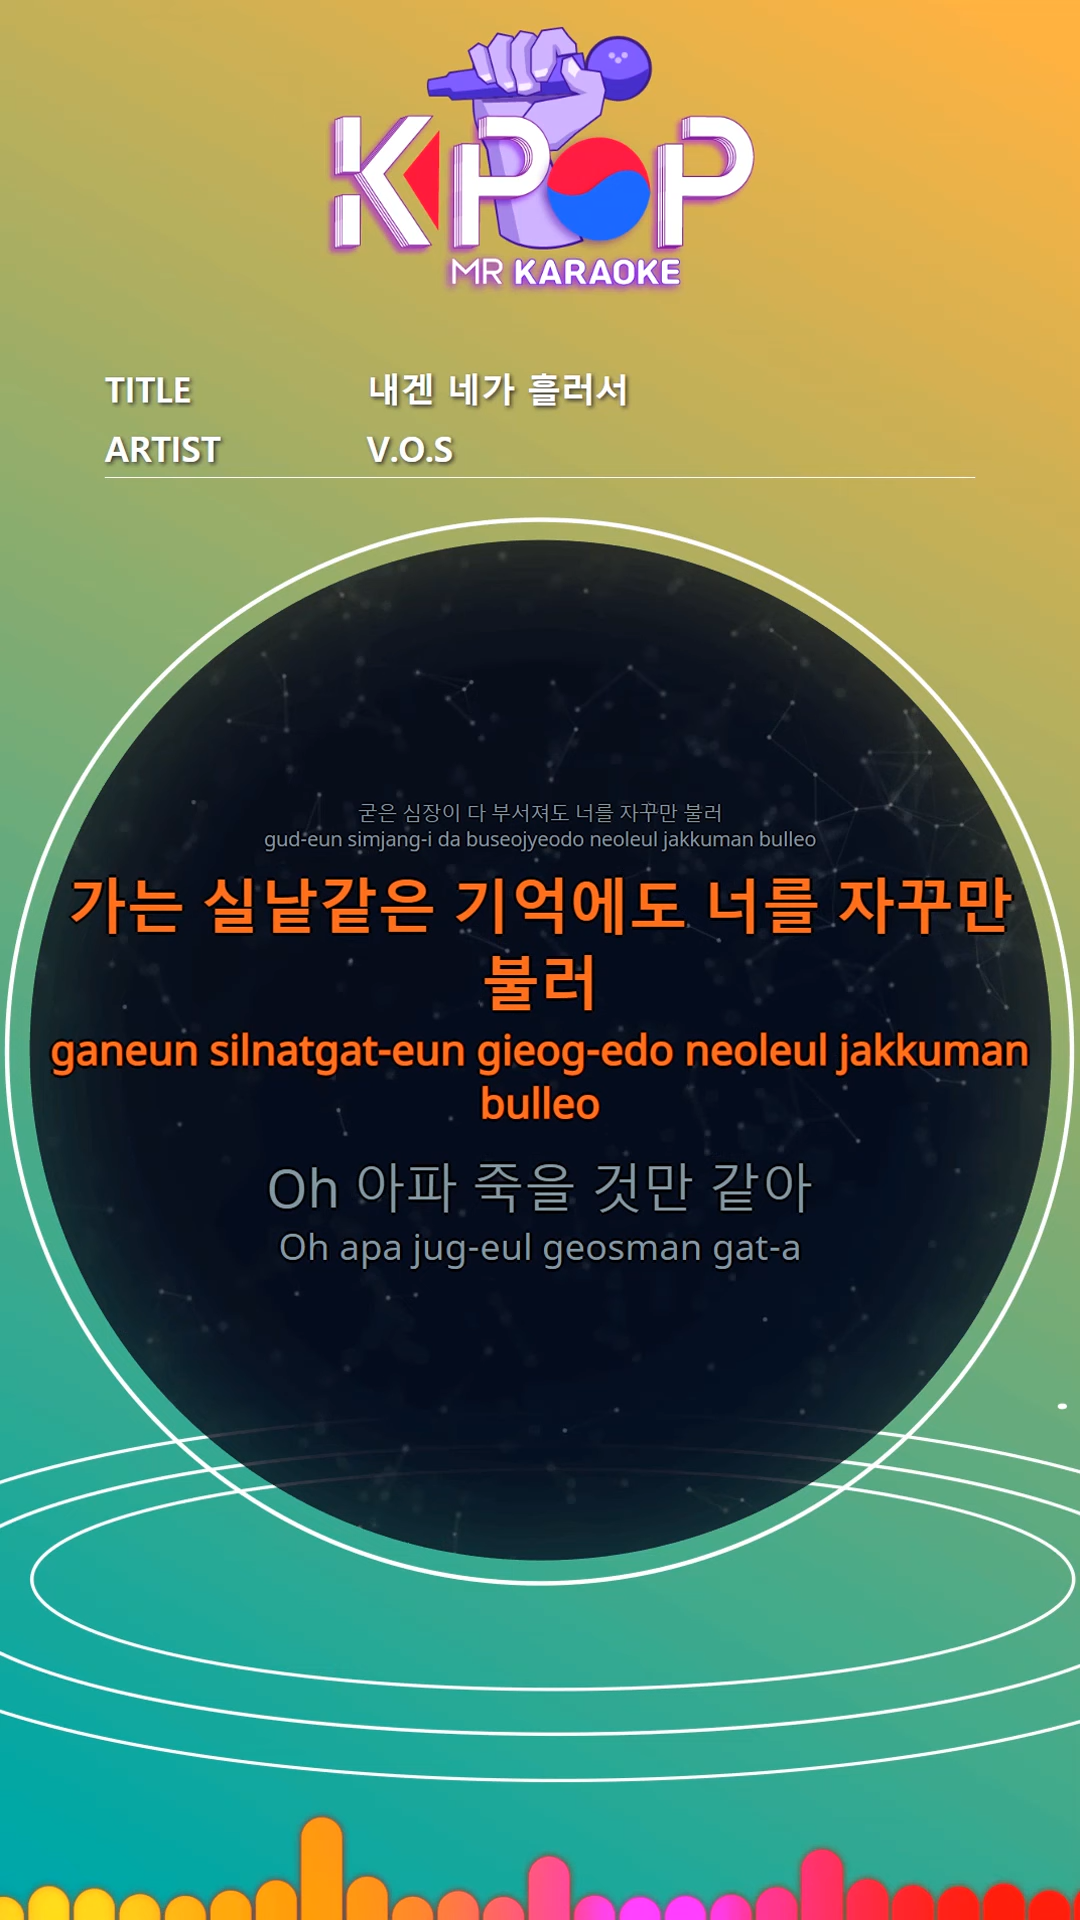 KPOP
MR KARAOKE
TITLE 내겐 네가 흘러서
ARTIST V.O.S
굳은 심장이 다 부서져도 너를 자꾸만 불러
gud-eun simjang-i da buseojyeodo neoleul jakkuman bulleo
가는 실낱같은 기억에도 너를 자꾸만
불러
ganeun silnatgat-eun gieog-edo neoleul jakkuman
bulleo
Oh 아파 죽을 것만 같아
Oh apa jug-eul geosman gat-a